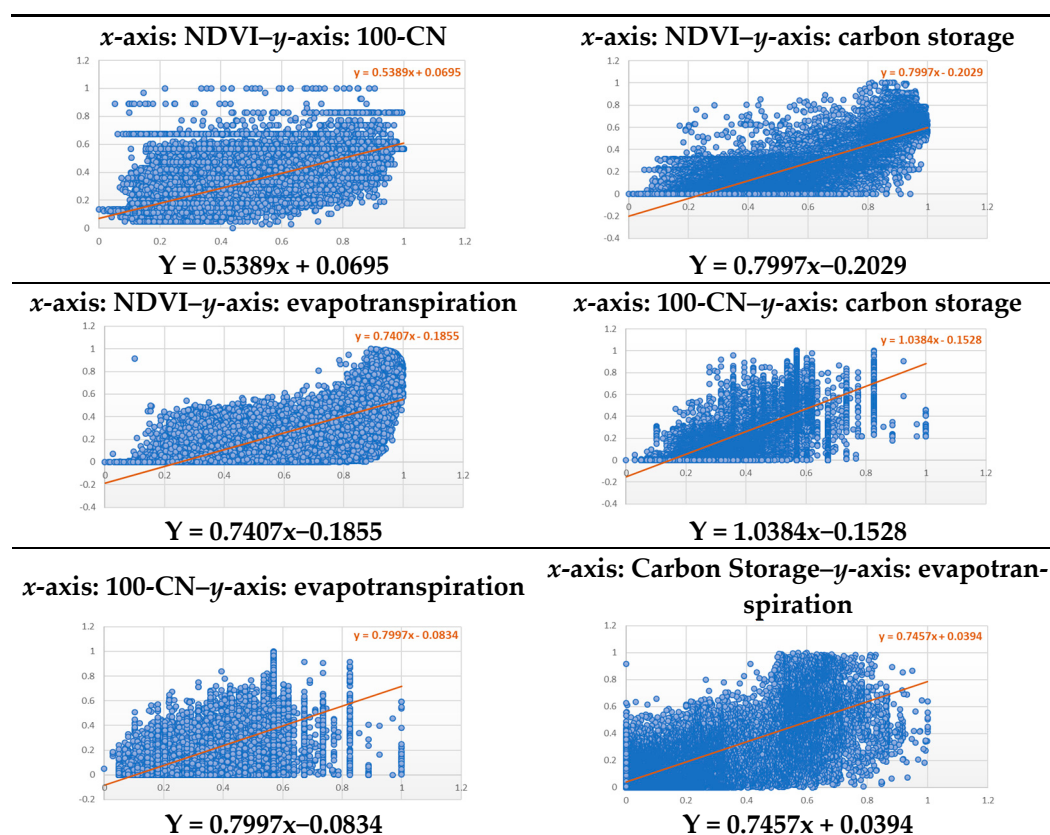 x-axis: NDVI–y-axis: 100-CN
1.2
1
0.8
0.6
0.4
0.2
0
0 0.2 0.4 0.6 0.8 1 1.2
y = 0.5389x + 0.0695
Y = 0.5389x + 0.0695
x-axis: NDVI–y-axis: carbon storage
1.2
1
0.8
0.6
0.4
0.2
0
-0.2
-0.4
0 0.2 0.4 0.6 0.8 1 1.2
y = 0.7997x - 0.2029
Y = 0.7997x–0.2029
x-axis: NDVI–y-axis: evapotranspiration
1.2
1
0.8
0.6
0.4
0.2
0
-0.2
-0.4
0 0.2 0.4 0.6 0.8 1 1.2
y = 0.7407x - 0.1855
Y = 0.7407x–0.1855
x-axis: 100-CN–y-axis: carbon storage
1.2
1
0.8
0.6
0.4
0.2
0
-0.2
-0.4
0 0.2 0.4 0.6 0.8 1 1.2
y = 1.0384x - 0.1528
Y = 1.0384x–0.1528
x-axis: 100-CN–y-axis: evapotranspiration
1.2
1
0.8
0.6
0.4
0.2
0
-0.2
0 0.2 0.4 0.6 0.8 1 1.2
y = 0.7997x - 0.0834
Y = 0.7997x–0.0834
x-axis: Carbon Storage–y-axis: evapotran-
spiration
1.2
1
0.8
0.6
0.4
0.2
0
0 0.2 0.4 0.6 0.8 1 1.2
y = 0.7457x + 0.0394
Y = 0.7457x + 0.0394